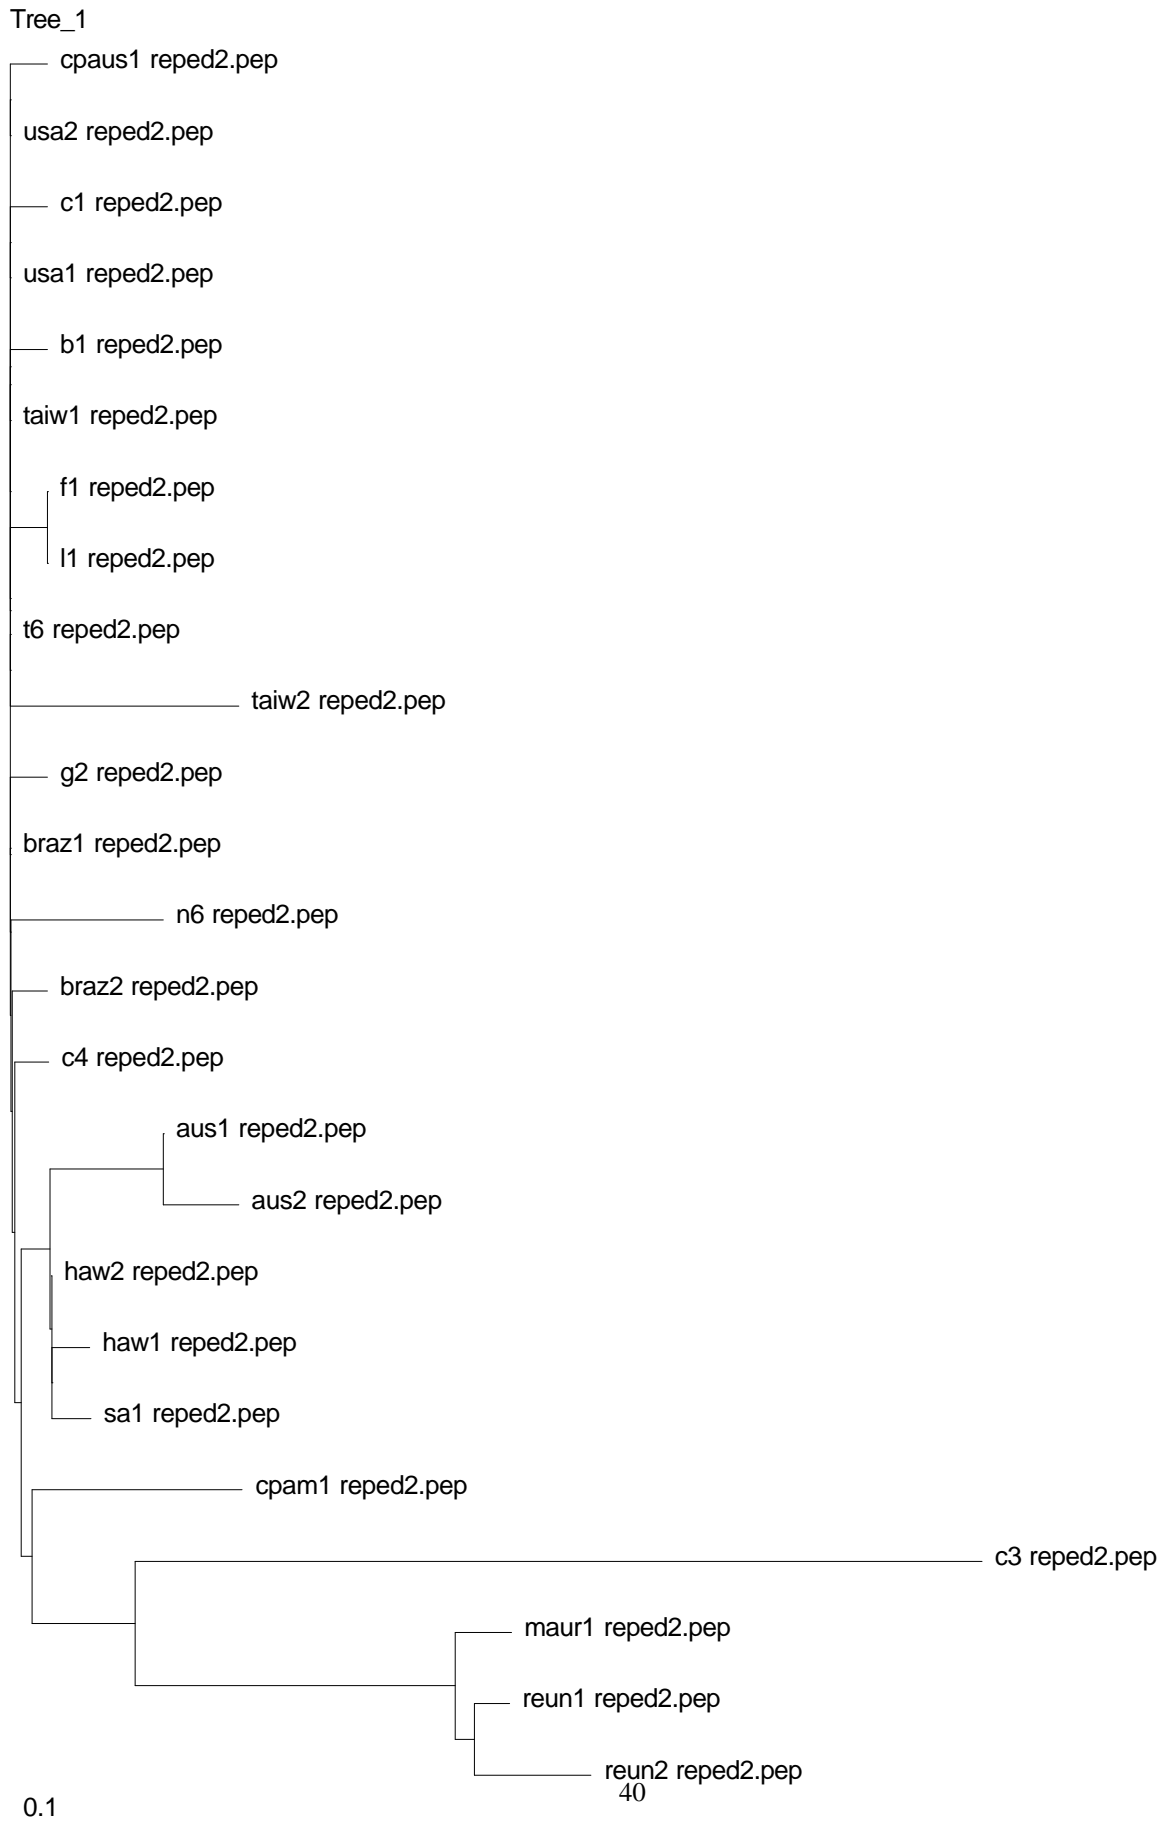 Tree_1
cpaus1 reped2.pep
usa2 reped2.pep
c1 reped2.pep
usa1 reped2.pep
b1 reped2.pep
taiw1 reped2.pep
f1 reped2.pep
l1 reped2.pep
t6 reped2.pep
taiw2 reped2.pep
g2 reped2.pep
braz1 reped2.pep
n6 reped2.pep
braz2 reped2.pep
c4 reped2.pep
aus1 reped2.pep
aus2 reped2.pep
haw2 reped2.pep
haw1 reped2.pep
sa1 reped2.pep
cpam1 reped2.pep
c3 reped2.pep
maur1 reped2.pep
reun1 reped2.pep
reun2 reped2.pep
40
0.1